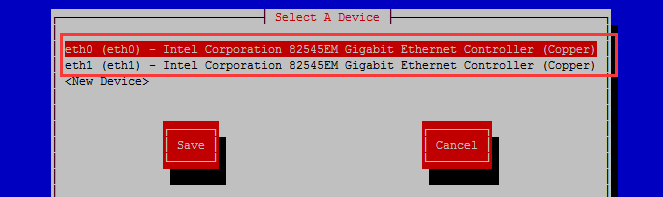 Select A Device
eth0 (eth0) - Intel Corporation 82545EM Gigabit Ethernet Controller (Copper)
eth1 (eth1) - Intel Corporation 82545EM Gigabit Ethernet Controller (Copper)
<New Device>
Save Cancel